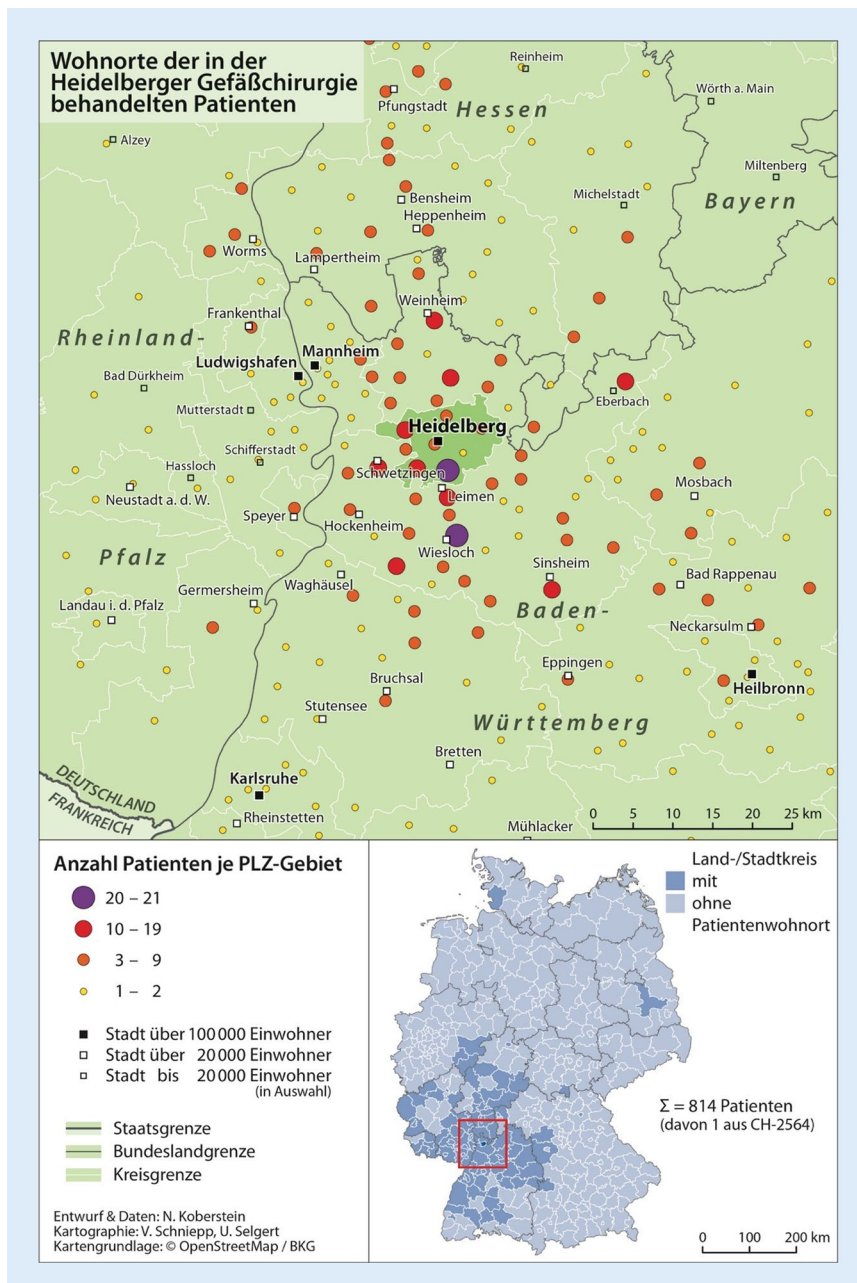 Wohnorte der in der
Heidelberger Gefäßchirurgie
behandelten Patienten
Reinheim
Pfungstadt
Hessen
Wörth a. Main
Alzey
Miltenberg
Michelstadt
Bayern
Bensheim
Heppenheim
Worms
Lampertheim
Weinheim
Frankenthal
Rheinland-
Mannheim
Ludwigshafen
Bad Dürkheim
Eberbach
Mutterstadt
Heidelberg
Schifferstadt
Hassloch
Schwetzingen
Mosbach
Neustadt a. d. W.
Leimen
Speyer
Hockenheim
Wiesloch
Pfalz
Sinsheim
Bad Rappenau
Waghäusel
Germersheim
Landau i. d. Pfalz
Baden-
Neckarsulm
Eppingen
Bruchsal
Heilbronn
Stutensee
Württemberg
Bretten
DEUTSCHLAND
FRANKREICH
Karlsruhe
Rheinstetten
Mühlacker
0 5 10 15 20 25 km
Anzahl Patienten je PLZ-Gebiet
20 – 21
10 – 19
3 – 9
1 – 2
Stadt über 100 000 Einwohner
Stadt über 20 000 Einwohner
Stadt bis 20 000 Einwohner
(in Auswahl)
Staatsgrenze
Bundeslandgrenze
Kreisgrenze
Entwurf & Daten: N. Koberstein
Kartographie: V. Schniepp, U. Selgert
Kartengrundlage: © OpenStreetMap / BKG
Land-/Stadtkreis
mit
ohne
Patientenwohnort
Σ = 814 Patienten
(davon 1 aus CH-2564)
0 100 200 km